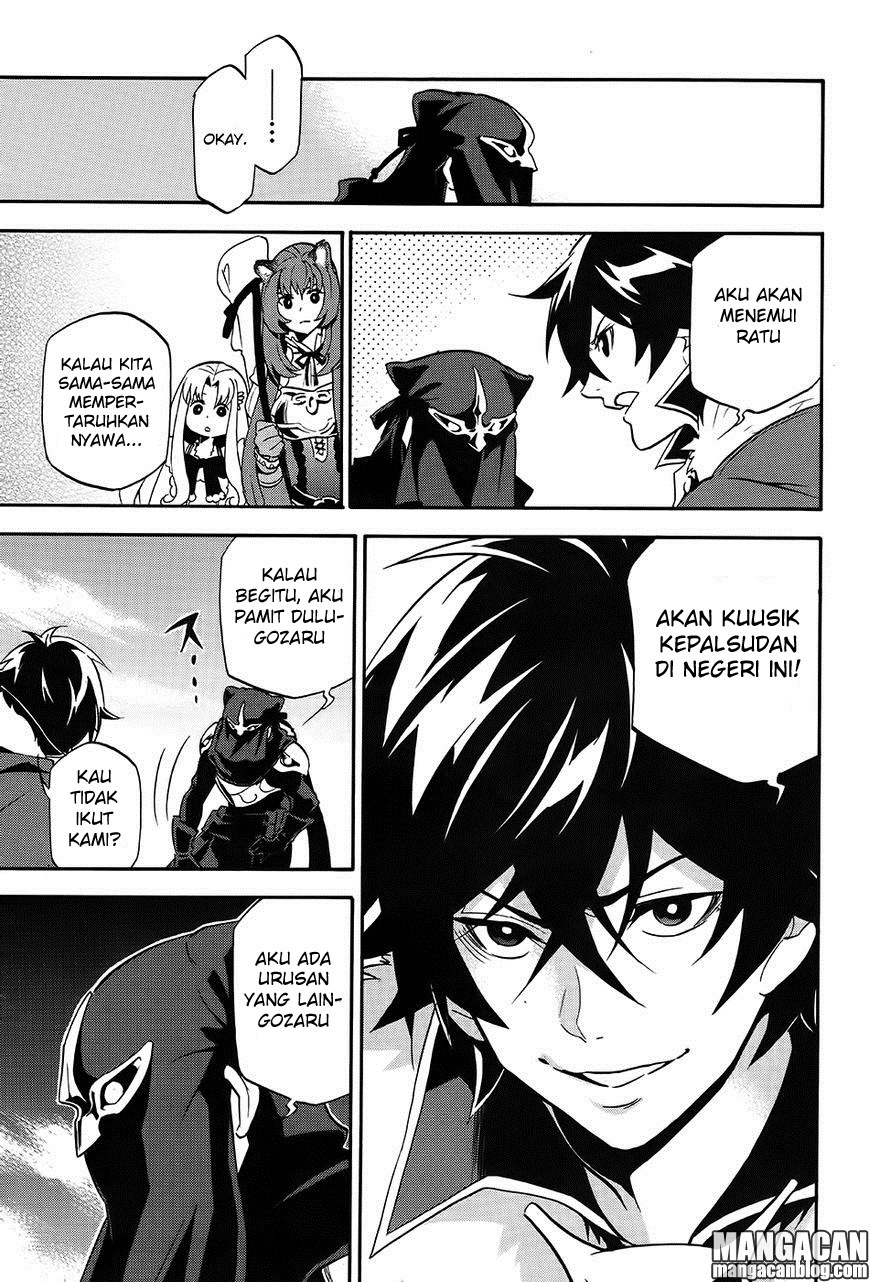 ......
OKAY.
AKU AKAN
MENEMUI
RATU
KALAU KITA
SAMA-SAMA
MEMPER-
TARUHKAN
NYAWA...
AKAN KUUSIK
KEPALSUDAN
DI NEGERI INI!
KALAU
BEGITU, AKU
PAMIT DULU-
GOZARU
KAU
TIDAK
IKUT
KAMI?
AKU ADA
URUSAN
YANG LAIN-
GOZARU
MANGACAN
mangacanblog.com